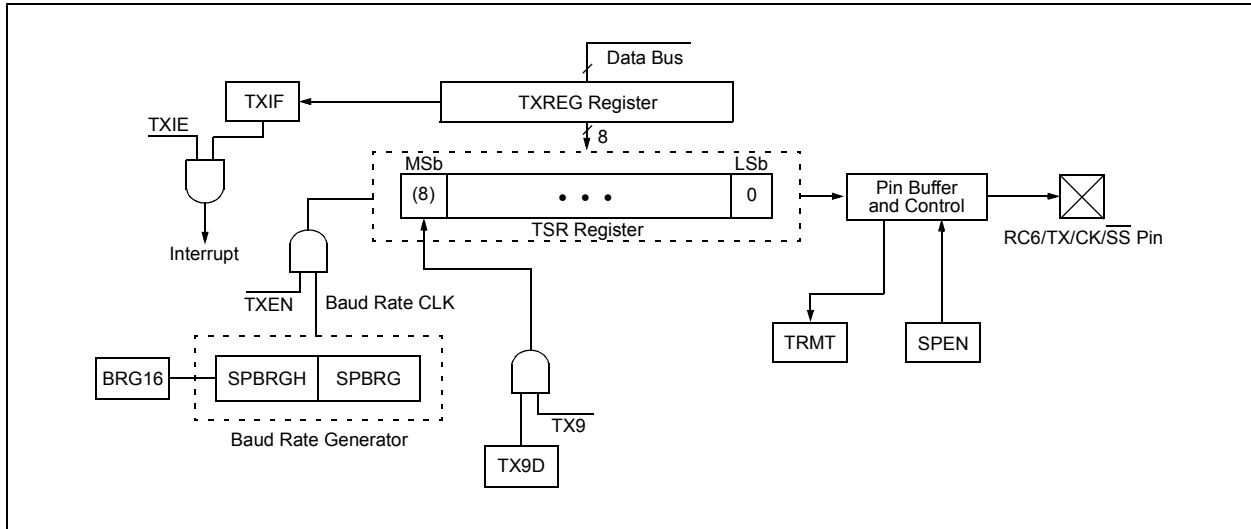 Data Bus
TXIF
TXREG Register
TXIE
8
MSb
LSb
(8)
• • •
0
Pin Buffer
and Control
TSR Register
RC6/TX/CK/S̅S̅ Pin
Interrupt
TXEN
Baud Rate CLK
TRMT
SPEN
BRG16
SPBRGH
SPBRG
TX9
Baud Rate Generator
TX9D